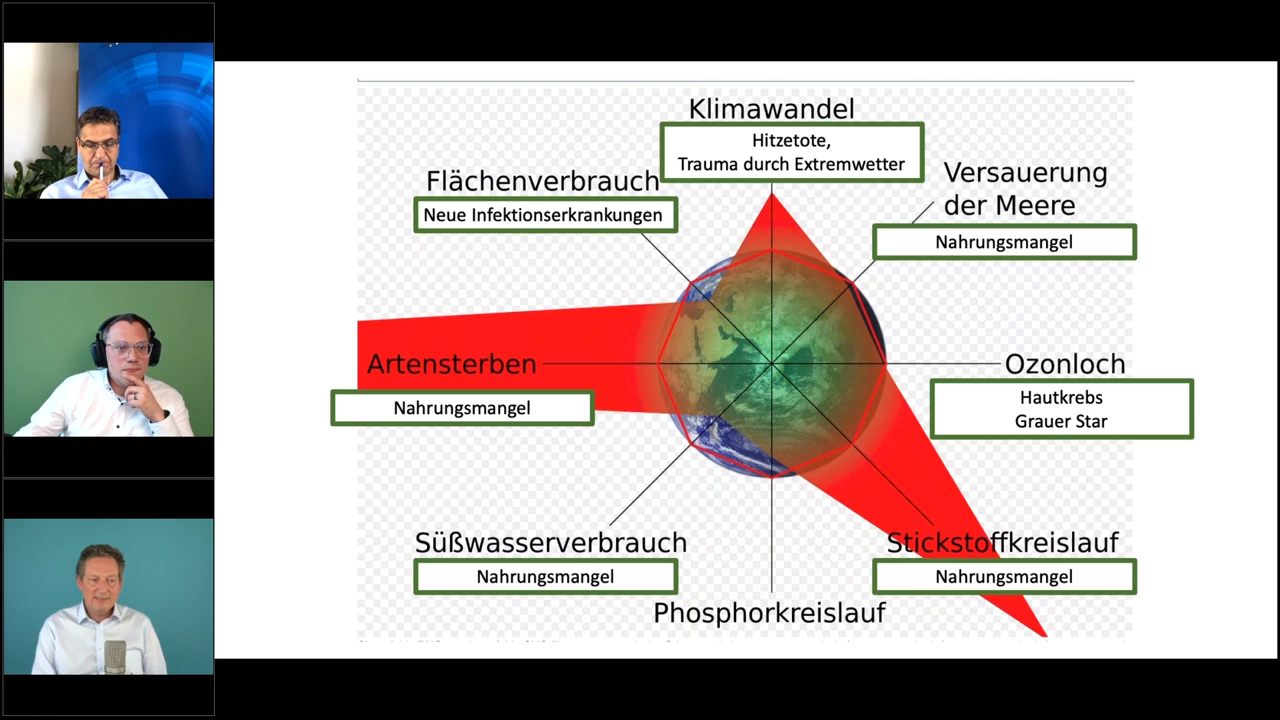 Klimawandel
Hitzetote,
Trauma durch Extremwetter
Flächenverbrauch
Neue Infektionserkrankungen
Versauerung
der Meere
Nahrungsmangel
Artensterben
Nahrungsmangel
Ozonloch
Hautkrebs
Grauer Star
Süßwasserverbrauch
Nahrungsmangel
Stickstoffkreislauf
Nahrungsmangel
Phosphorkreislauf